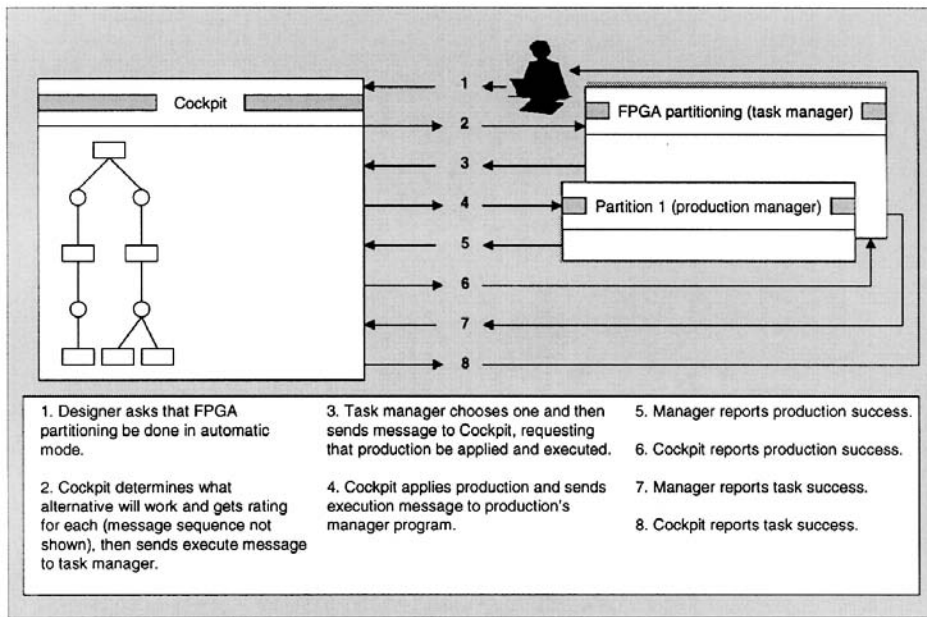 1
Cockpit
FPGA partitioning (task manager)
2
3
4
Partition 1 (production manager)
5
6
7
8
1. Designer asks that FPGA
partitioning be done in automatic
mode.
2. Cockpit determines what
alternative will work and gets rating
for each (message sequence not
shown), then sends execute message
to task manager.
3. Task manager chooses one and then
sends message to Cockpit, requesting
that production be applied and executed.
4. Cockpit applies production and sends
execution message to production's
manager program.
5. Manager reports production success.
6. Cockpit reports production success.
7. Manager reports task success.
8. Cockpit reports task success.